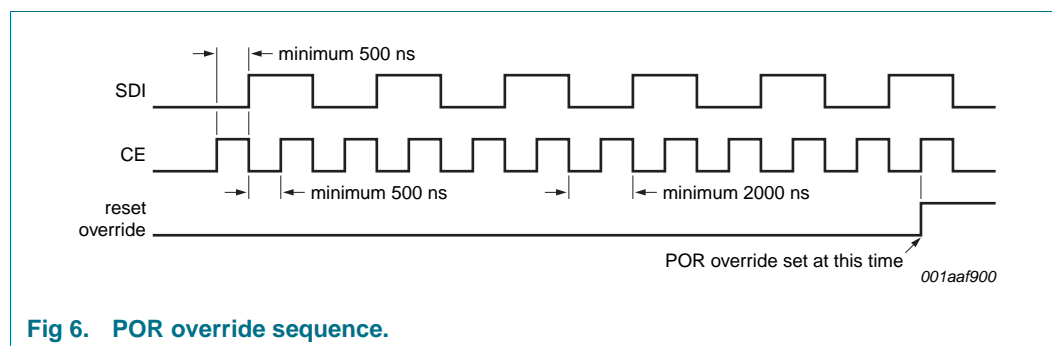 minimum 500 ns
SDI
CE
minimum 500 ns
minimum 2000 ns
reset
override
POR override set at this time
001aaf900
Fig 6. POR override sequence.